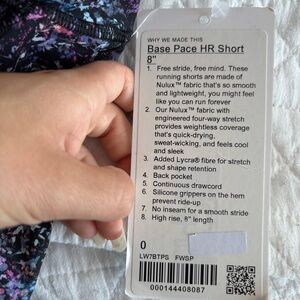 WHY WE MADE THIS
Base Pace HR Short
8"
1. Free stride, free mind. These
running shorts are made of
Nulux™ fabric that's so smooth
and lightweight, you might feel
like you can run forever
2. Our Nulux™ fabric with
engineered four-way stretch
provides weightless coverage
that's quick-drying,
sweat-wicking, and feels cool
and sleek
3. Added Lycra® fibre for stretch
and shape retention
4. Back pocket
5. Continuous drawcord
6. Silicone grippers on the hem
prevent ride-up
7. No inseam for a smooth stride
8. High rise, 8" length
0
LW7BTPS FWSP
000144408087